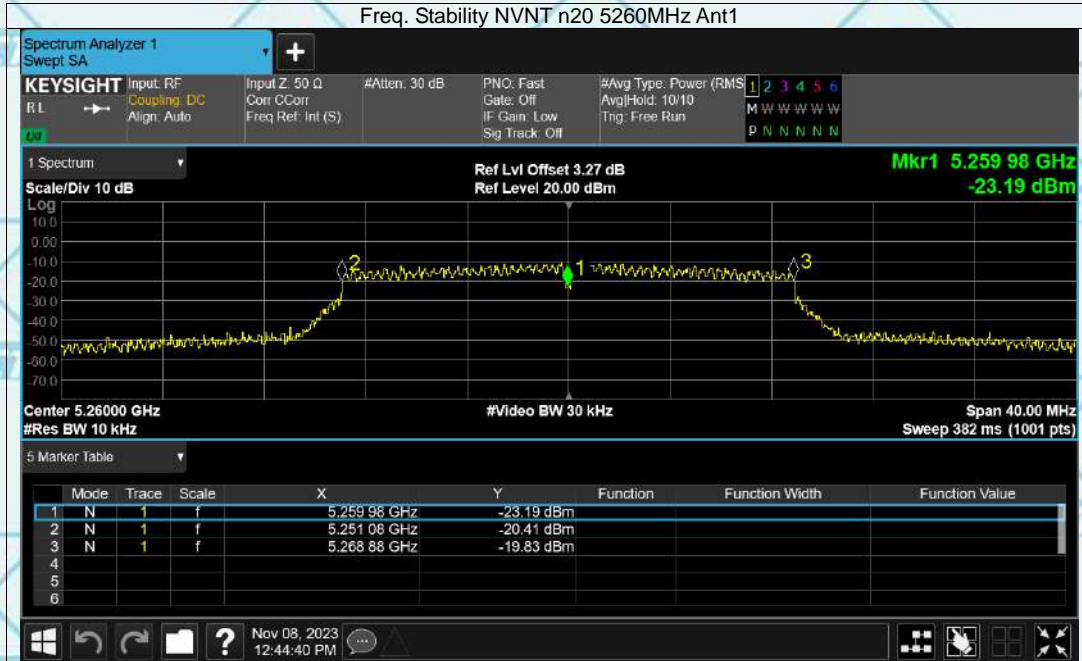 Freq. Stability NVNT n20 5260MHz Ant1
Spectrum Analyzer 1
Swept SA
+
KEYSIGHT Input: RF Input Z: 50 Ω #Atten: 30 dB PNO: Fast #Avg Type: Power (RMS 1 2 3 4 5 6
RL Coupling: DC Corr CCorr Gate: Off Avg|Hold: 10/10 M W W W W W
Align: Auto Freq Ref: Int (S) IF Gain: Low Trig: Free Run
Sig Track: Off P N N N N N
LXI
1 Spectrum Ref Lvl Offset 3.27 dB Mkr1 5.259 98 GHz
Scale/Div 10 dB Ref Level 20.00 dBm -23.19 dBm
Log
10.0
0.00
-10.0
2 1 3
-20.0
-30.0
-40.0
-50.0
-60.0
-70.0
Center 5.26000 GHz #Video BW 30 kHz Span 40.00 MHz
#Res BW 10 kHz Sweep 382 ms (1001 pts)
5 Marker Table
Mode Trace Scale X Y Function Function Width Function Value
1 N 1 f 5.259 98 GHz -23.19 dBm
2 N 1 f 5.251 08 GHz -20.41 dBm
3 N 1 f 5.268 88 GHz -19.83 dBm
4
5
6
? Nov 08, 2023
12:44:40 PM